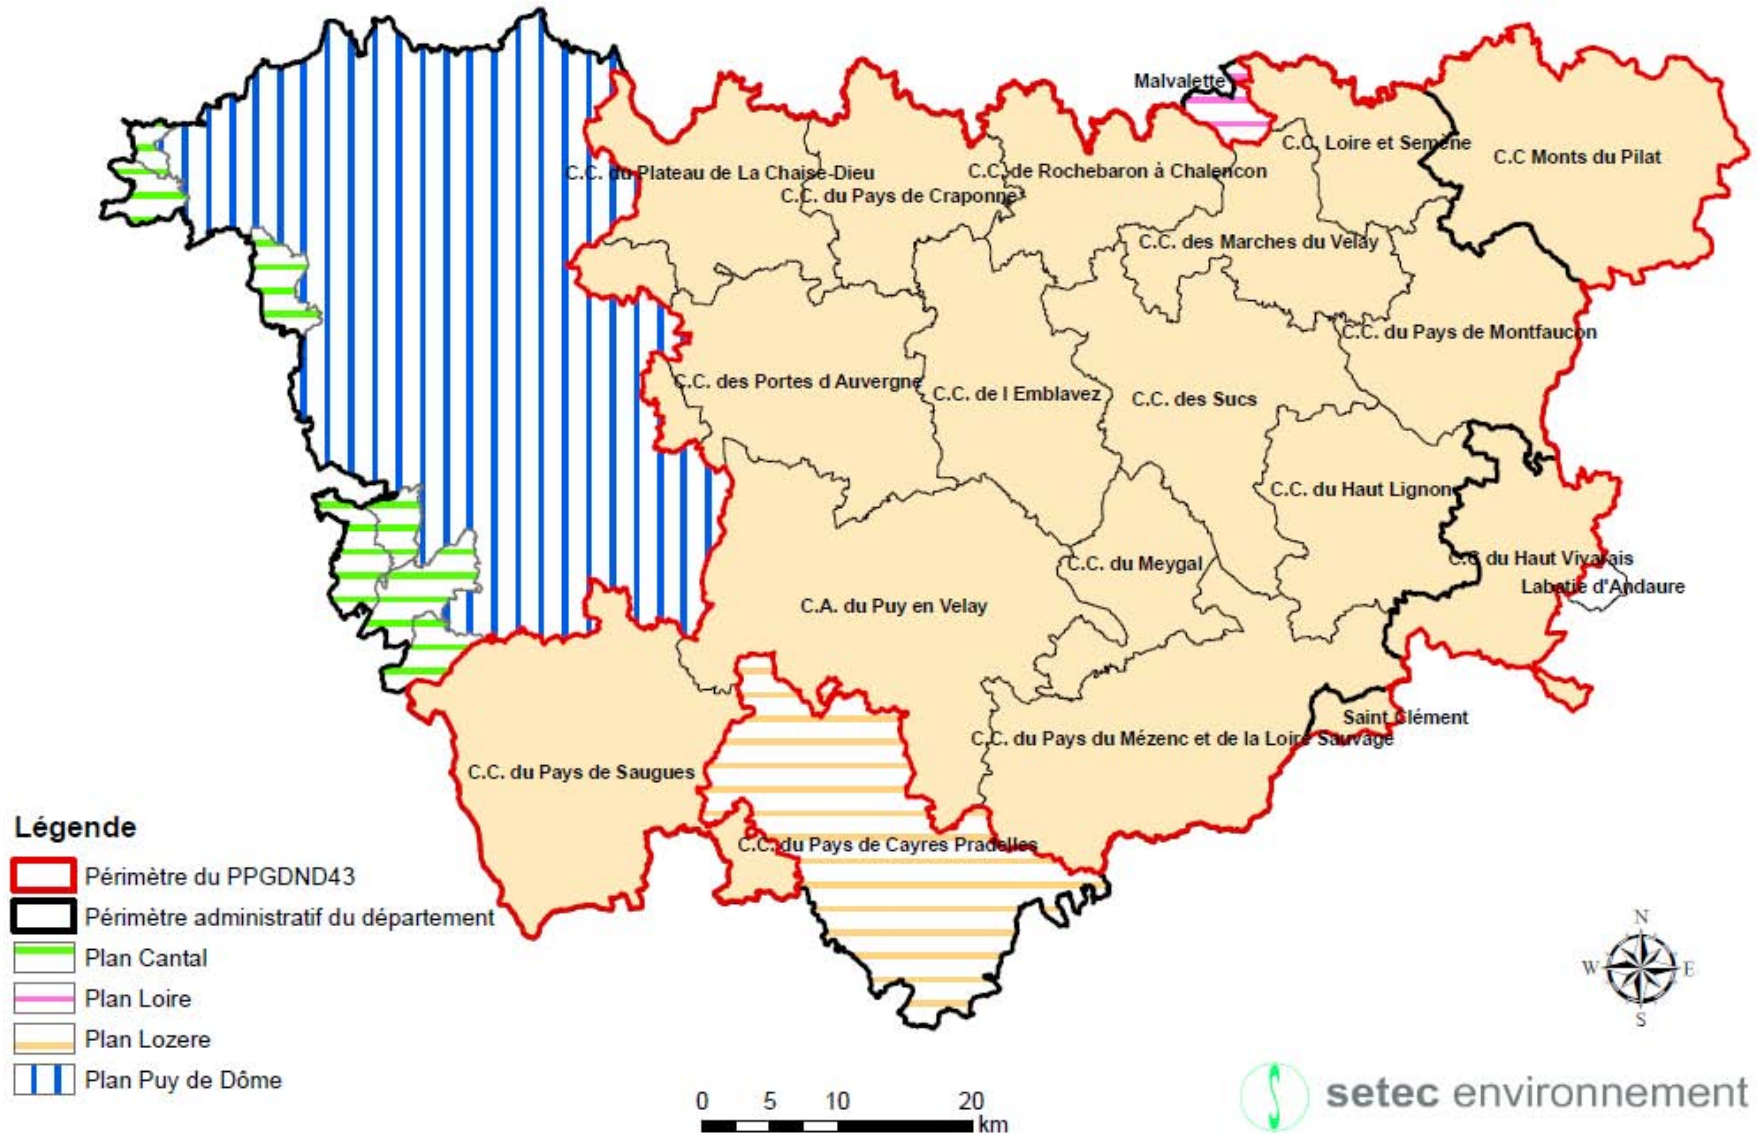 Malvalette
C.C. Loire et Semène
C.C Monts du Pilat
C.C. du Plateau de La Chaise-Dieu
C.C. de Rochebaron à Chalencon
C.C. du Pays de Craponne
C.C. des Marches du Velay
C.C. du Pays de Montfaucon
C.C. des Portes d Auvergne
C.C. de l Emblavez
C.C. des Sucs
C.C. du Haut Lignon
C.C du Haut Vivarais
C.C. du Meygal
Labatie d'Andaure
C.A. du Puy en Velay
Saint Clément
C.C. du Pays du Mézenc et de la Loire Sauvage
C.C. du Pays de Saugues
C.C. du Pays de Cayres Pradelles
Légende
Périmètre du PPGDND43
Périmètre administratif du département
Plan Cantal
Plan Loire
Plan Lozere
Plan Puy de Dôme
N
W E
S
0 5 10 20
km
setec environnement